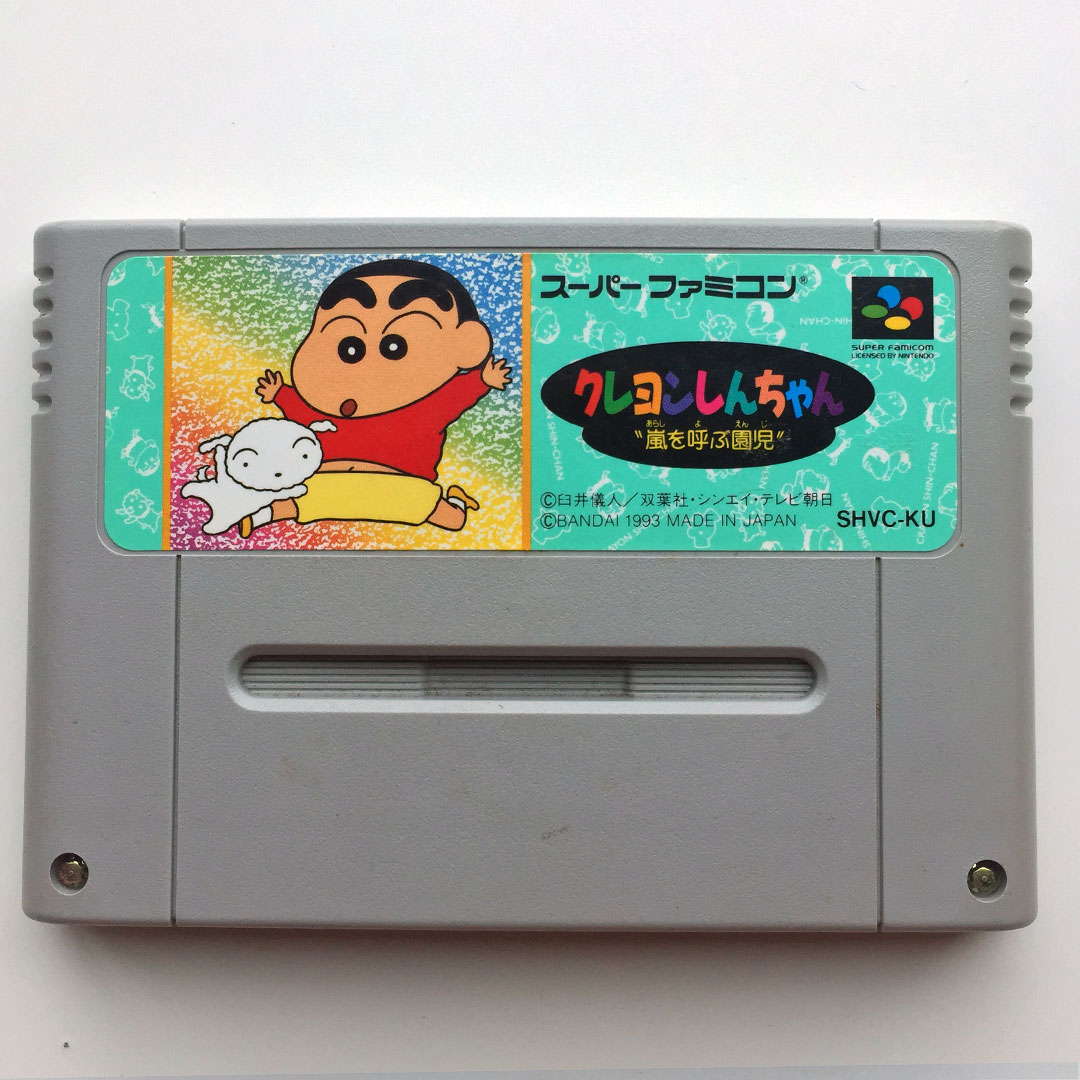 スーパーファミコン®
SUPER FAMICOM
LICENSED BY NINTENDO
クレヨンしんちゃん
あらし よ えんじ
"嵐を呼ぶ園児"
©臼井儀人/双葉社・シンエイ・テレビ朝日
©BANDAI 1993 MADE IN JAPAN
SHVC-KU
CRAYON SHIN-CHAN